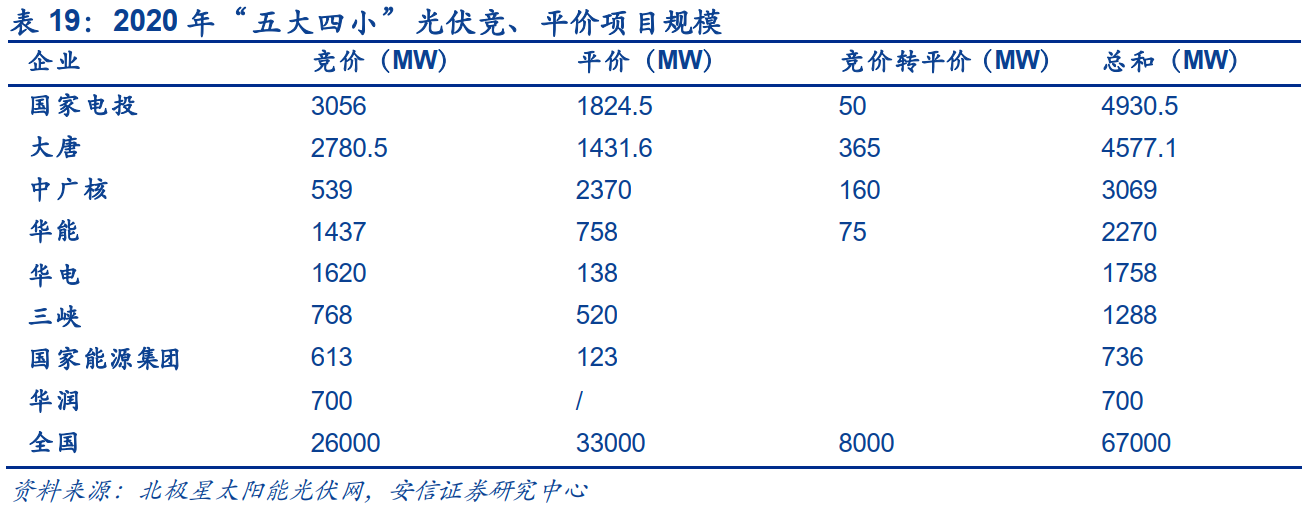 表 19：2020 年“五大四小”光伏竞、平价项目规模
企业 竞价（MW） 平价（MW） 竞价转平价（MW） 总和（MW）
国家电投 3056 1824.5 50 4930.5
大唐 2780.5 1431.6 365 4577.1
中广核 539 2370 160 3069
华能 1437 758 75 2270
华电 1620 138 1758
三峡 768 520 1288
国家能源集团 613 123 736
华润 700 / 700
全国 26000 33000 8000 67000
资料来源：北极星太阳能光伏网，安信证券研究中心